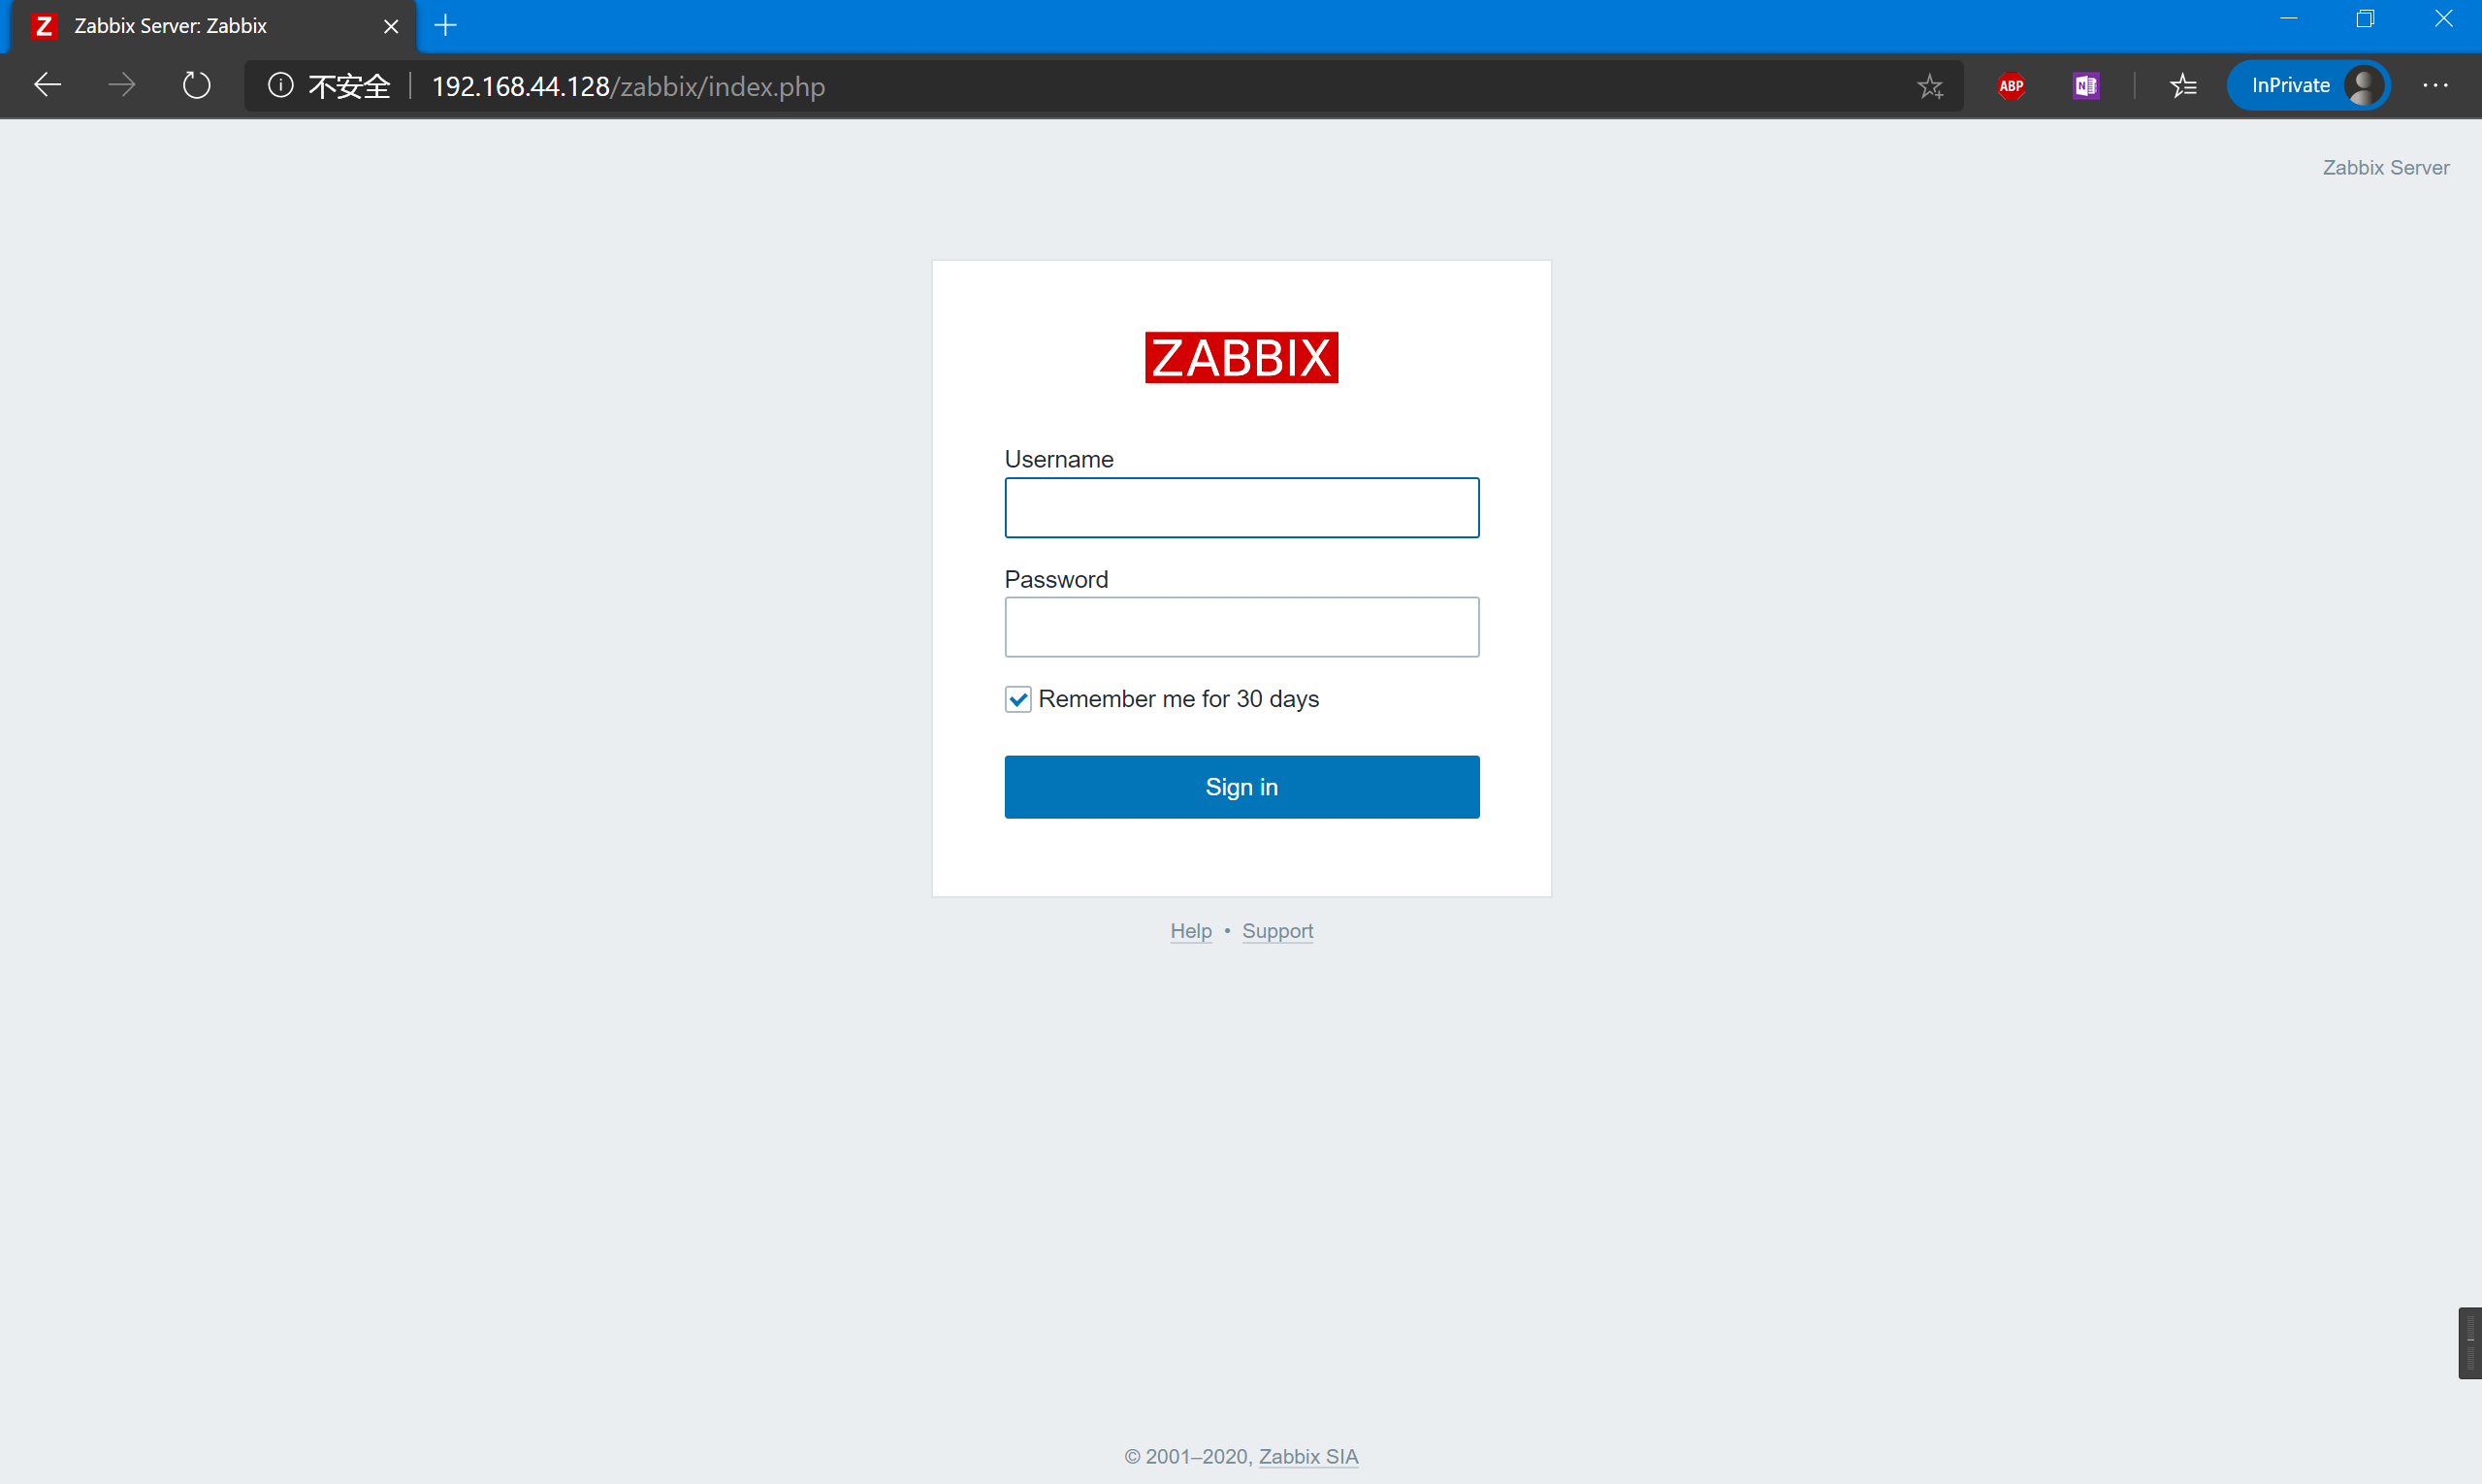 Z Zabbix Server: Zabbix
不安全 192.168.44.128/zabbix/index.php ABP N InPrivate
Zabbix Server
ZABBIX
Username
Password
Remember me for 30 days
Sign in
Help • Support
© 2001–2020, Zabbix SIA